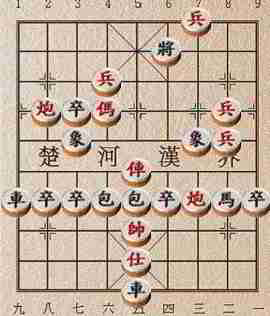 1 2 3 4 5 6 7 8 9
兵
將
兵
炮 卒 傌 兵
象 象 兵
楚 河 漢 界
俥
車 卒 卒 包 包 卒 炮 馬 卒
帥
仕
車
九 八 七 六 五 四 三 二 一